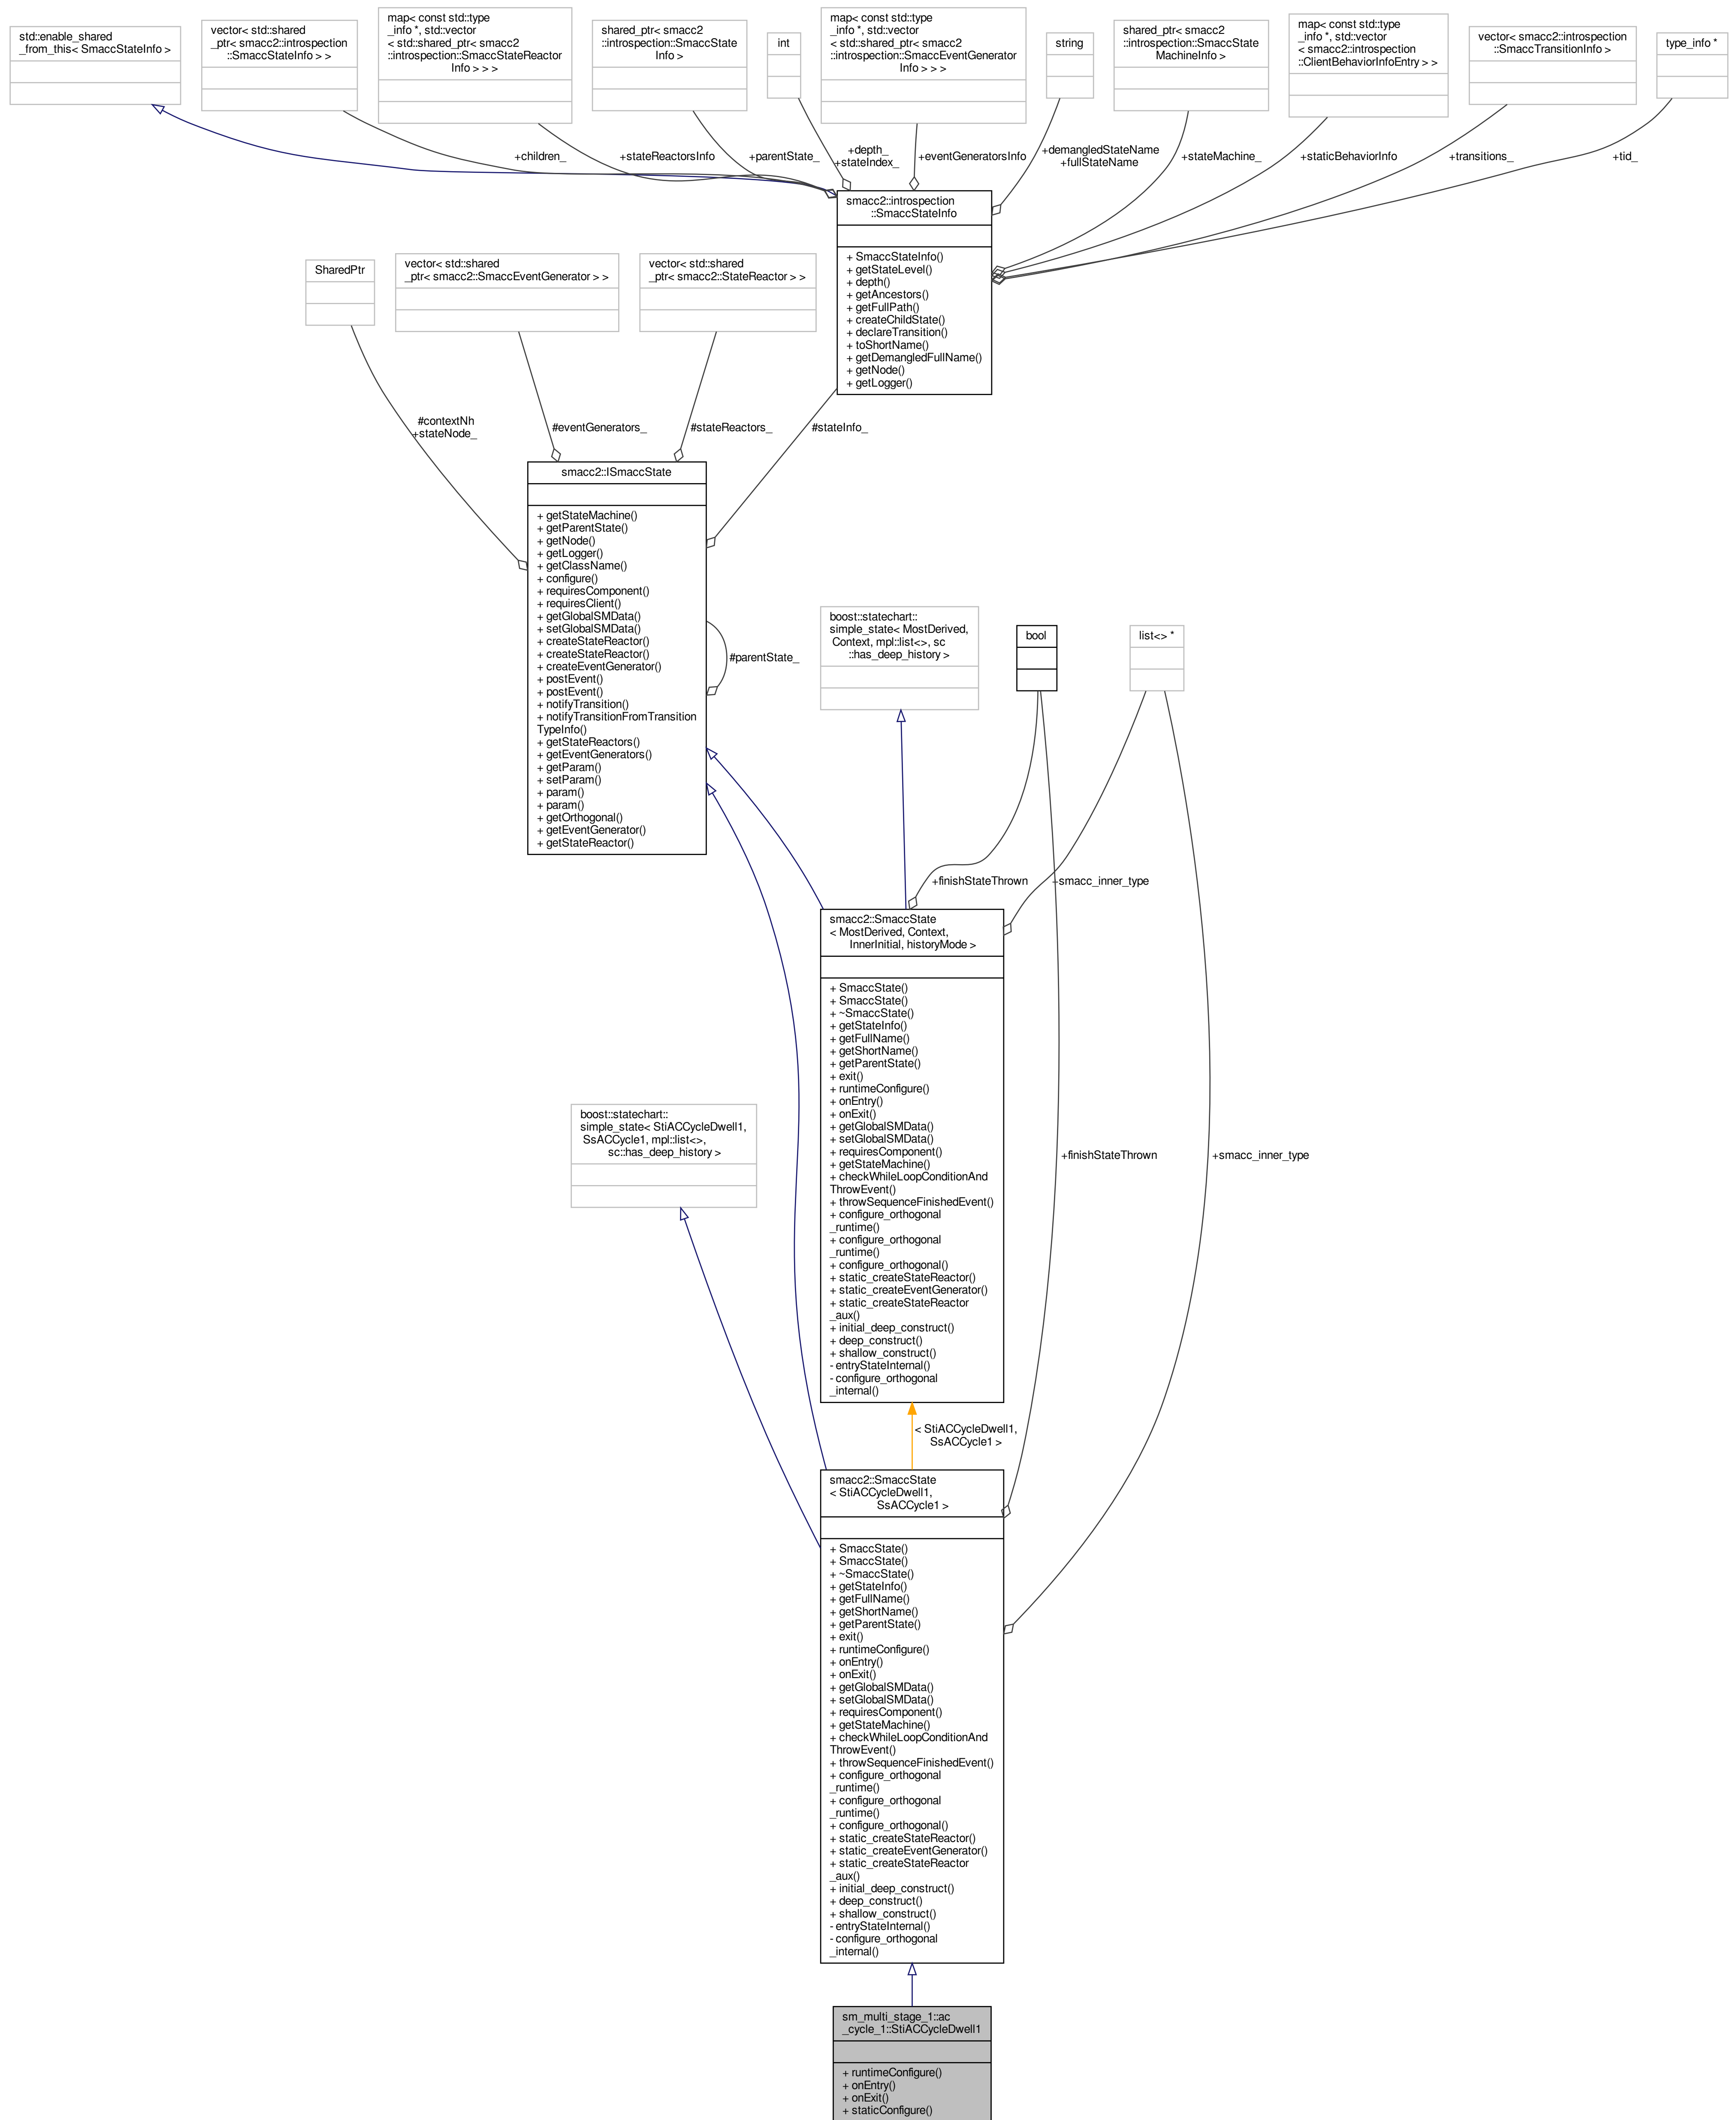 std::enable_shared
_from_this< SmaccStateInfo >
vector< std::shared
_ptr< smacc2::introspection
::SmaccStateInfo > >
map< const std::type
_info *, std::vector
< std::shared_ptr< smacc2
::introspection::SmaccStateReactor
Info > > >
shared_ptr< smacc2
::introspection::SmaccState
Info >
int
map< const std::type
_info *, std::vector
< std::shared_ptr< smacc2
::introspection::SmaccEventGenerator
Info > > >
string
shared_ptr< smacc2
::introspection::SmaccState
MachineInfo >
map< const std::type
_info *, std::vector
< smacc2::introspection
::ClientBehaviorInfoEntry > >
vector< smacc2::introspection
::SmaccTransitionInfo >
type_info *
+children_
+stateReactorsInfo
+parentState_
+depth_
+stateIndex_
+eventGeneratorsInfo
+demangledStateName
+fullStateName
+stateMachine_
+staticBehaviorInfo
+transitions_
+tid_
smacc2::introspection
::SmaccStateInfo
+ SmaccStateInfo()
+ getStateLevel()
+ depth()
+ getAncestors()
+ getFullPath()
+ createChildState()
+ declareTransition()
+ toShortName()
+ getDemangledFullName()
+ getNode()
+ getLogger()
SharedPtr
vector< std::shared
_ptr< smacc2::SmaccEventGenerator > >
vector< std::shared
_ptr< smacc2::StateReactor > >
#contextNh
+stateNode_
#eventGenerators_
#stateReactors_
#stateInfo_
smacc2::ISmaccState
+ getStateMachine()
+ getParentState()
+ getNode()
+ getLogger()
+ getClassName()
+ configure()
+ requiresComponent()
+ requiresClient()
+ getGlobalSMData()
+ setGlobalSMData()
+ createStateReactor()
+ createStateReactor()
+ createEventGenerator()
+ postEvent()
+ postEvent()
+ notifyTransition()
+ notifyTransitionFromTransition
TypeInfo()
+ getStateReactors()
+ getEventGenerators()
+ getParam()
+ setParam()
+ param()
+ param()
+ getOrthogonal()
+ getEventGenerator()
+ getStateReactor()
#parentState_
boost::statechart::
simple_state< MostDerived,
Context, mpl::list<>, sc
::has_deep_history >
bool
list<> *
+finishStateThrown
+smacc_inner_type
smacc2::SmaccState
< MostDerived, Context,
InnerInitial, historyMode >
+ SmaccState()
+ SmaccState()
+ ~SmaccState()
+ getStateInfo()
+ getFullName()
+ getShortName()
+ getParentState()
+ exit()
+ runtimeConfigure()
+ onEntry()
+ onExit()
+ getGlobalSMData()
+ setGlobalSMData()
+ requiresComponent()
+ getStateMachine()
+ checkWhileLoopConditionAnd
ThrowEvent()
+ throwSequenceFinishedEvent()
+ configure_orthogonal
_runtime()
+ configure_orthogonal
_runtime()
+ configure_orthogonal()
+ static_createStateReactor()
+ static_createEventGenerator()
+ static_createStateReactor
_aux()
+ initial_deep_construct()
+ deep_construct()
+ shallow_construct()
- entryStateInternal()
- configure_orthogonal
_internal()
boost::statechart::
simple_state< StiACCycleDwell1,
SsACCycle1, mpl::list<>,
sc::has_deep_history >
+finishStateThrown
+smacc_inner_type
< StiACCycleDwell1,
SsACCycle1 >
smacc2::SmaccState
< StiACCycleDwell1,
SsACCycle1 >
+ SmaccState()
+ SmaccState()
+ ~SmaccState()
+ getStateInfo()
+ getFullName()
+ getShortName()
+ getParentState()
+ exit()
+ runtimeConfigure()
+ onEntry()
+ onExit()
+ getGlobalSMData()
+ setGlobalSMData()
+ requiresComponent()
+ getStateMachine()
+ checkWhileLoopConditionAnd
ThrowEvent()
+ throwSequenceFinishedEvent()
+ configure_orthogonal
_runtime()
+ configure_orthogonal
_runtime()
+ configure_orthogonal()
+ static_createStateReactor()
+ static_createEventGenerator()
+ static_createStateReactor
_aux()
+ initial_deep_construct()
+ deep_construct()
+ shallow_construct()
- entryStateInternal()
- configure_orthogonal
_internal()
sm_multi_stage_1::ac
_cycle_1::StiACCycleDwell1
+ runtimeConfigure()
+ onEntry()
+ onExit()
+ staticConfigure()